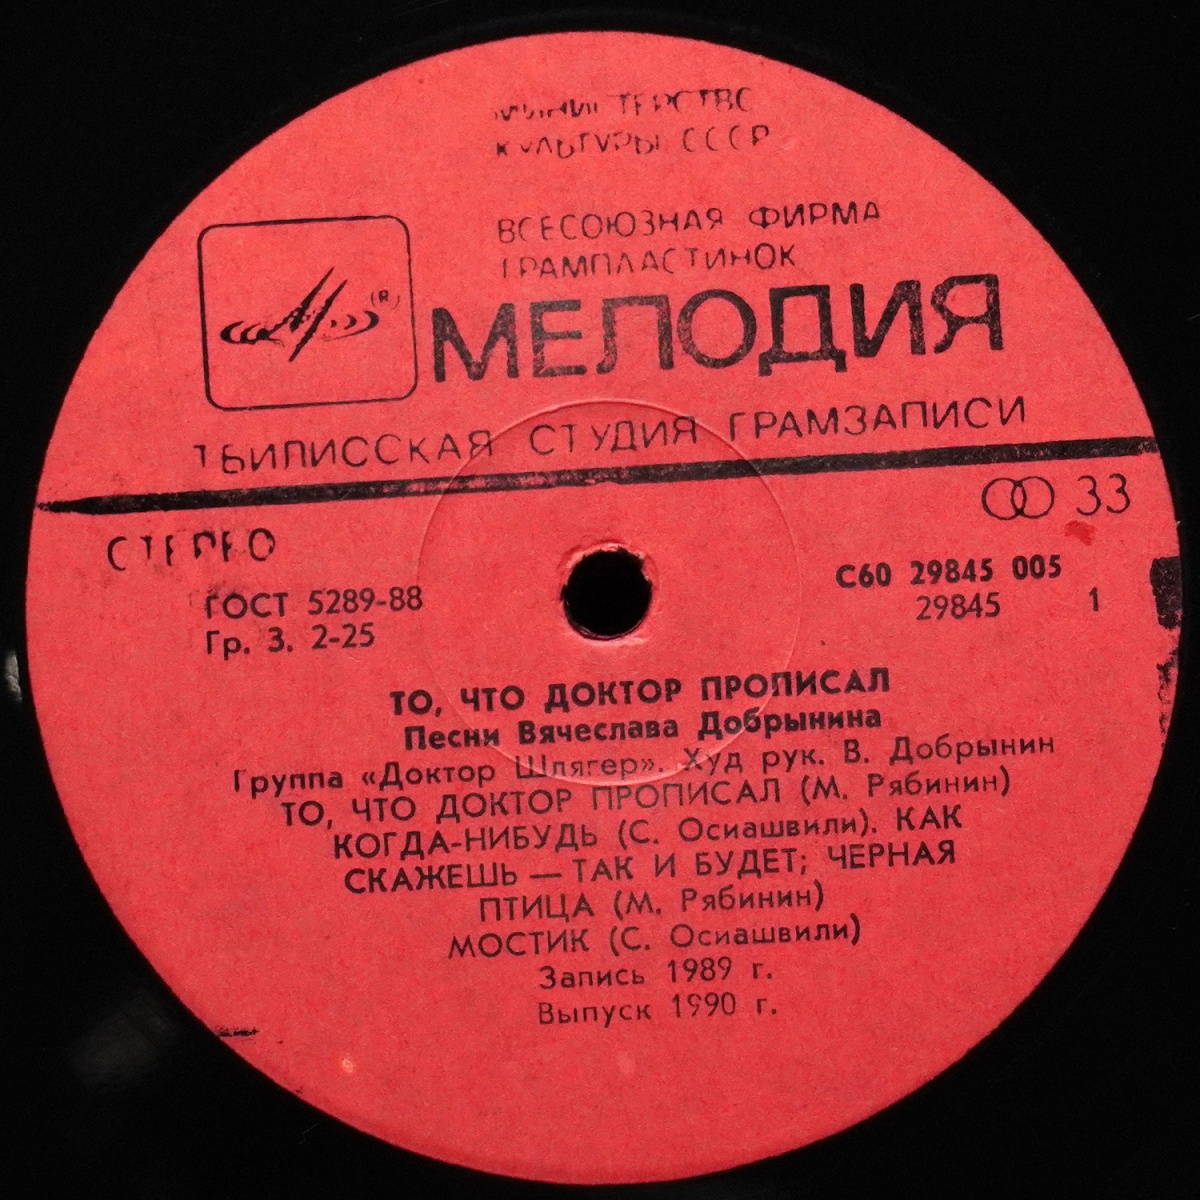 МИНИСТЕРСТВО
КУЛЬТУРЫ СССР
ВСЕСОЮЗНАЯ ФИРМА
ГРАМПЛАСТИНОК
(R)
МЕЛОДИЯ
ТБИЛИССКАЯ СТУДИЯ ГРАМЗАПИСИ
33
СТЕРЕО
ГОСТ 5289-88
Гр. 3. 2-25
С60 29845 005
29845 1
ТО, ЧТО ДОКТОР ПРОПИСАЛ
Песни Вячеслава Добрынина
Группа «Доктор Шлягер». Худ рук. В. Добрынин
ТО, ЧТО ДОКТОР ПРОПИСАЛ (М. Рябинин)
КОГДА-НИБУДЬ (С. Осиашвили). КАК
СКАЖЕШЬ — ТАК И БУДЕТ; ЧЕРНАЯ
ПТИЦА (М. Рябинин)
МОСТИК (С. Осиашвили)
Запись 1989 г.
Выпуск 1990 г.